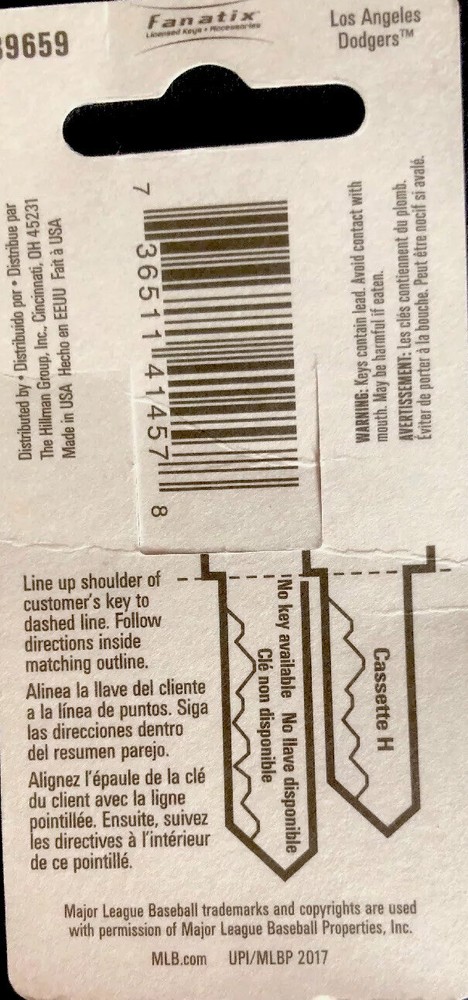 39659
Fanatix™
Licensed Keys • Accessories
Los Angeles
Dodgers™
Distributed by • Distribuido por • Distribue par
The Hillman Group, Inc., Cincinnati, OH 45231
Made in USA Hecho en EEUU Fait à USA
7 36511 41457 8
WARNING: Keys contain lead. Avoid contact with
mouth. May be harmful if eaten.
AVERTISSEMENT: Les clés contiennent du plomb.
Éviter de porter à la bouche. Peut être nocif si avalé.
Line up shoulder of
customer's key to
dashed line. Follow
directions inside
matching outline.
Alinea la llave del cliente
a la línea de puntos. Siga
las direcciones dentro
del resumen parejo.
Alignez l'épaule de la clé
du client avec la ligne
pointillée. Ensuite, suivez
les directives à l'intérieur
de ce pointillé.
No key available No llave disponible
Clé non disponible
Cassette H
Major League Baseball trademarks and copyrights are used
with permission of Major League Baseball Properties, Inc.
MLB.com UPI/MLBP 2017